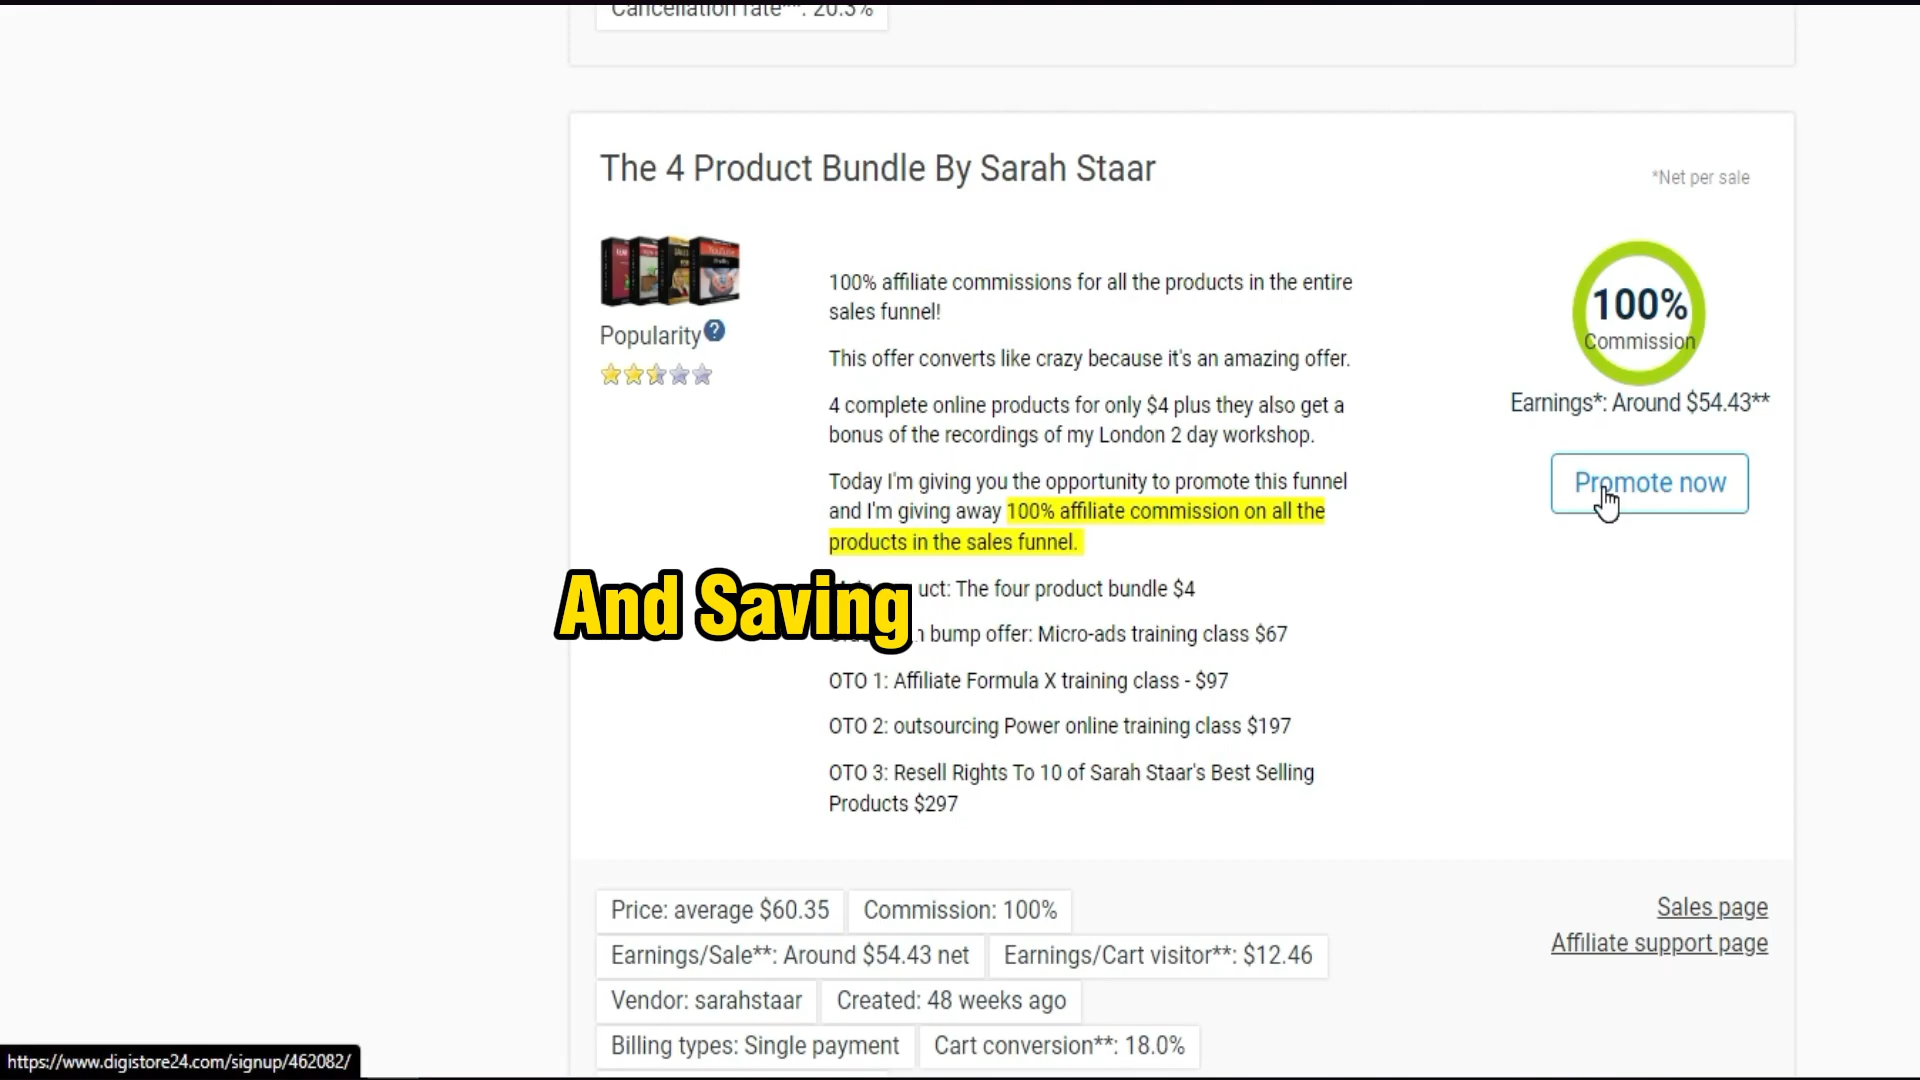 Cancellation rate**: 20.3%
The 4 Product Bundle By Sarah Staar
*Net per sale
Popularity
100% affiliate commissions for all the products in the entire
sales funnel!
This offer converts like crazy because it's an amazing offer.
4 complete online products for only $4 plus they also get a
bonus of the recordings of my London 2 day workshop.
Today I'm giving you the opportunity to promote this funnel
and I'm giving away 100% affiliate commission on all the
products in the sales funnel.
uct: The four product bundle $4
And Saving
bump offer: Micro-ads training class $67
OTO 1: Affiliate Formula X training class - $97
OTO 2: outsourcing Power online training class $197
OTO 3: Resell Rights To 10 of Sarah Staar's Best Selling
Products $297
100%
Commission
Earnings*: Around $54.43**
Promote now
Price: average $60.35 Commission: 100%
Earnings/Sale**: Around $54.43 net Earnings/Cart visitor**: $12.46
Vendor: sarahstaar Created: 48 weeks ago
Billing types: Single payment Cart conversion**: 18.0%
Sales page
Affiliate support page
https://www.digistore24.com/signup/462082/